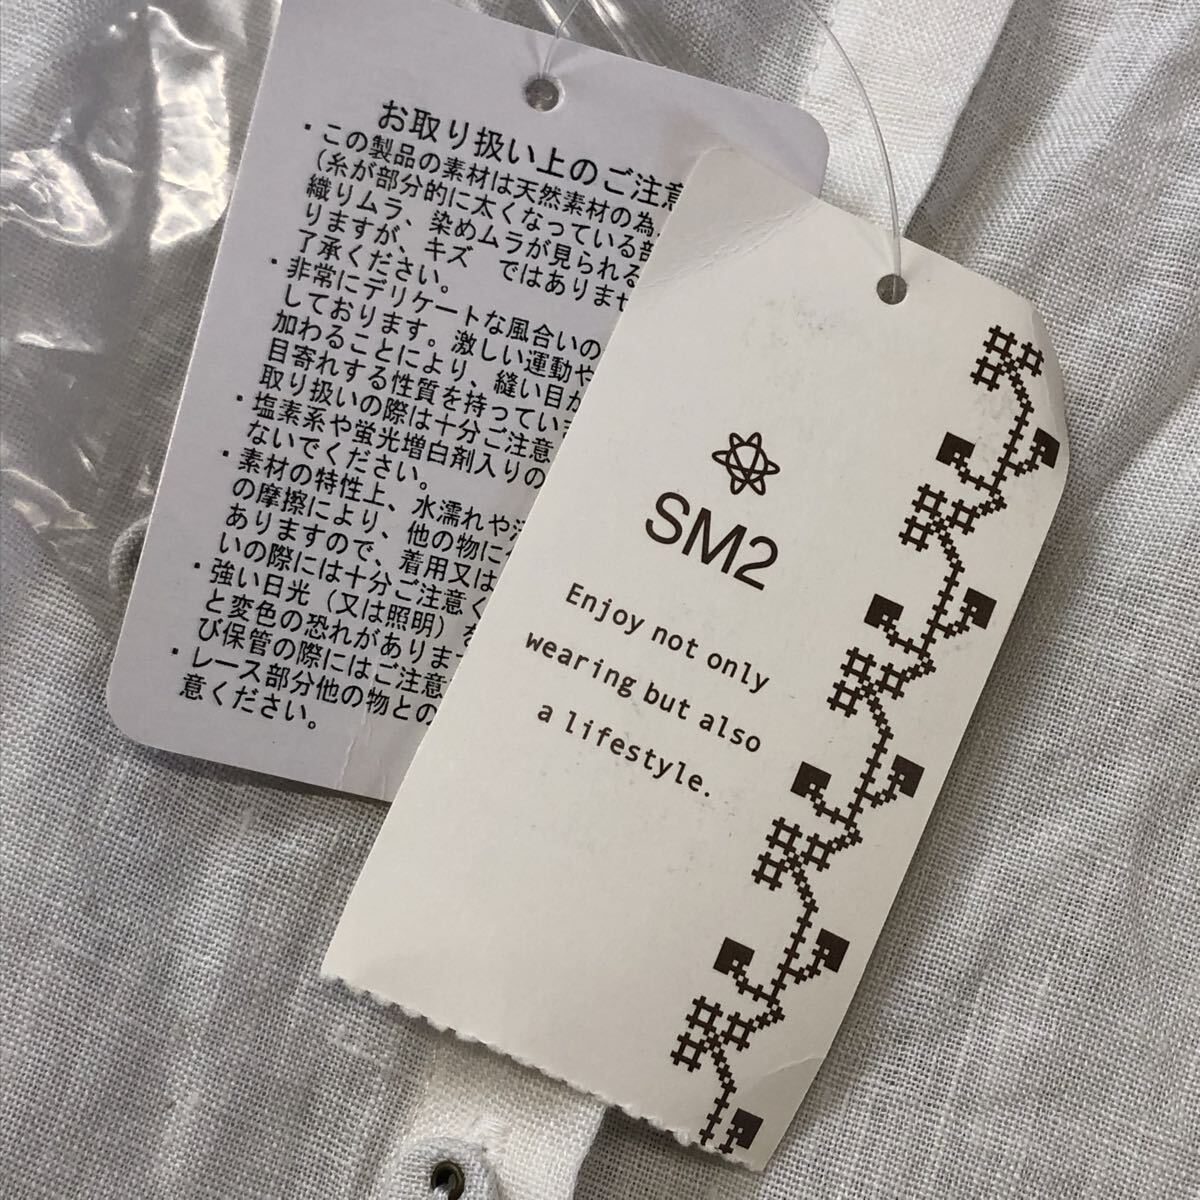 お取り扱い上のご注意
・この製品の素材は天然素材の為、
（糸が部分的に太くなっている部
織りムラ、染めムラが見られる
りますが、キズ　ではありませ
了承ください。
・非常にデリケートな風合いの
しております。激しい運動や
加わることにより、縫い目が
目寄れする性質を持っていま
取り扱いの際は十分ご注意
・塩素系や蛍光増白剤入りの
ないでください。
・素材の特性上、水濡れや汗
の摩擦により、他の物に
ありますので、着用又は
いの際には十分ご注意く
・強い日光（又は照明）を
と変色の恐れがありま
び保管の際にはご注意
・レース部分他の物との
意ください。
SM2
Enjoy not only
wearing but also
a lifestyle.